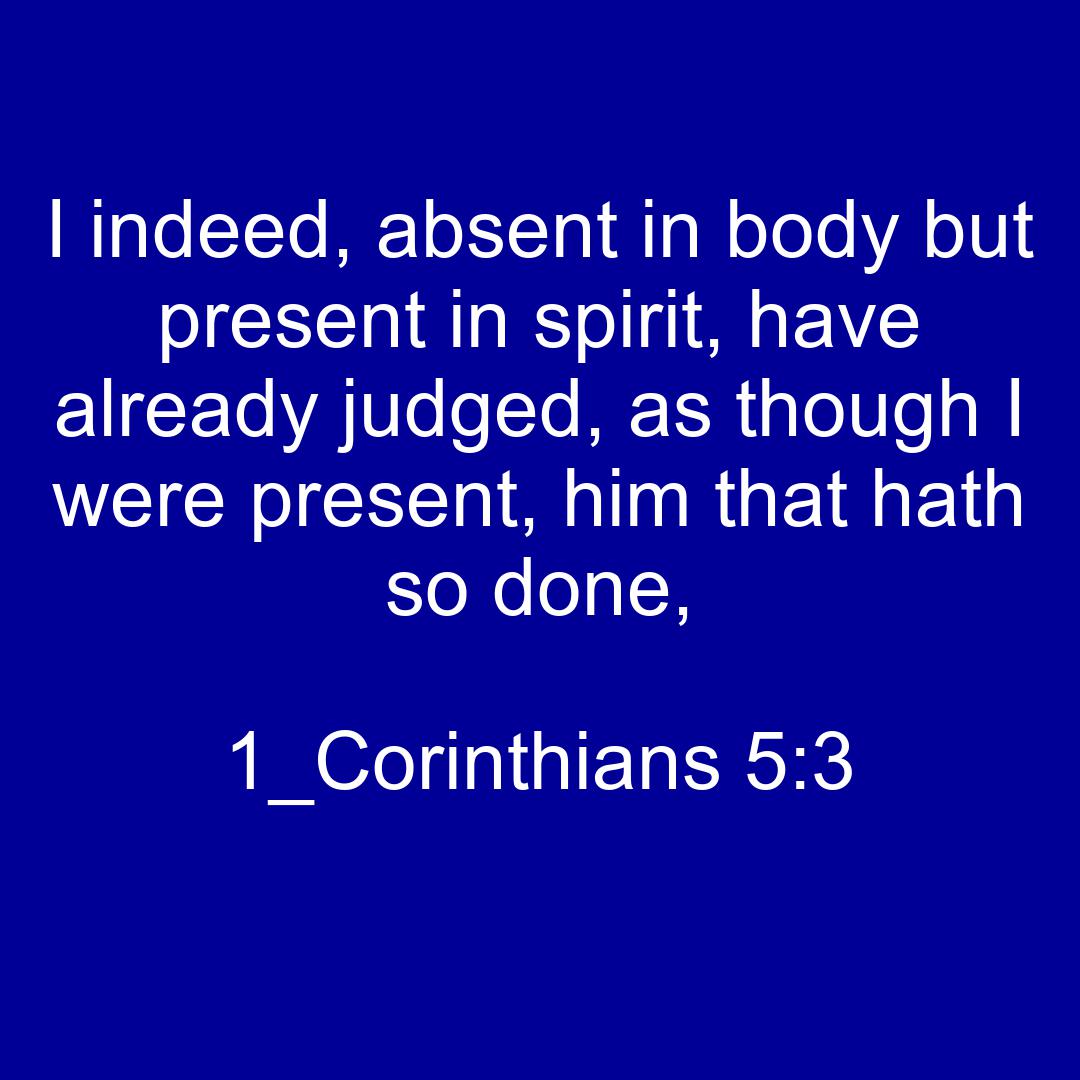 I indeed, absent in body but
present in spirit, have
already judged, as though I
were present, him that hath
so done,
1_Corinthians 5:3